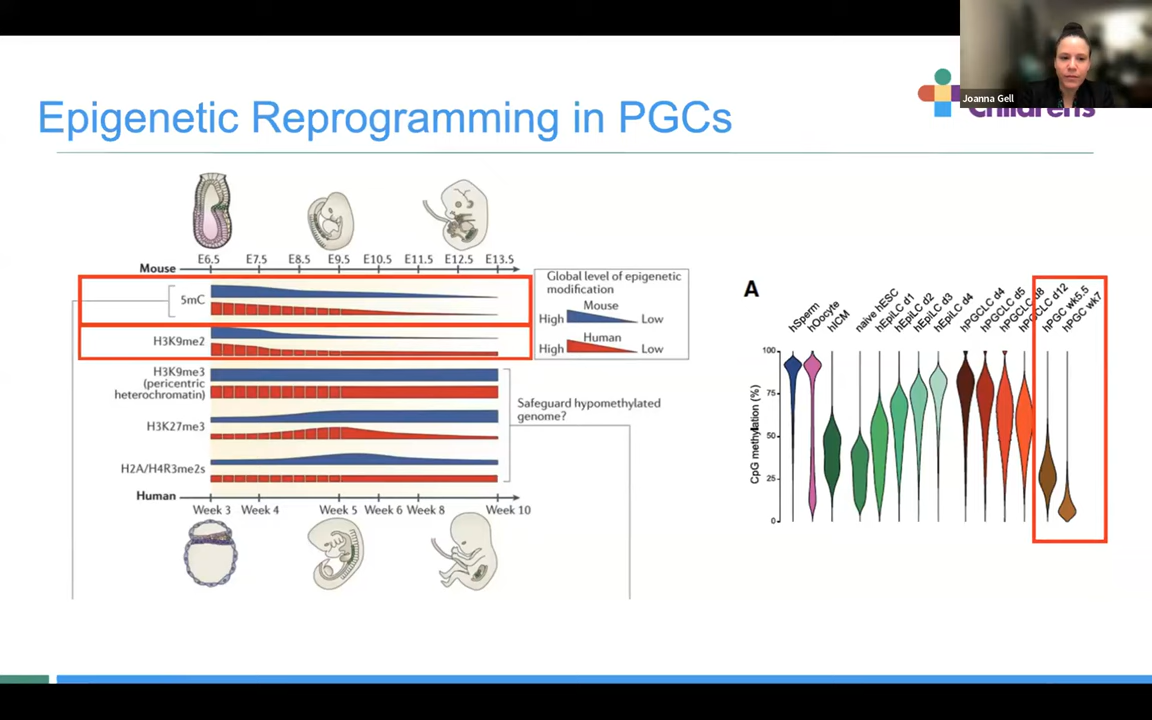 Joanna Gell
Children's
Epigenetic Reprogramming in PGCs
E6.5 E7.5 E8.5 E9.5 E10.5 E11.5 E12.5 E13.5
Mouse
5mC
H3K9me2
H3K9me3
(pericentric
heterochromatin)
H3K27me3
H2A/H4R3me2s
Human
Week 3 Week 4 Week 5 Week 6 Week 8 Week 10
Global level of epigenetic
modification
Mouse
High Low
Human
High Low
Safeguard hypomethylated
genome?
A
hSperm
hOocyte
hICM
naive hESC
hEpiLC d1
hEpiLC d2
hEpiLC d3
hEpiLC d4
hPGCLC d4
hPGCLC d5
hPGCLC d8
hPGCLC d12
hPGC wk5.5
hPGC wk7
CpG methylation (%)
100
75
50
25
0